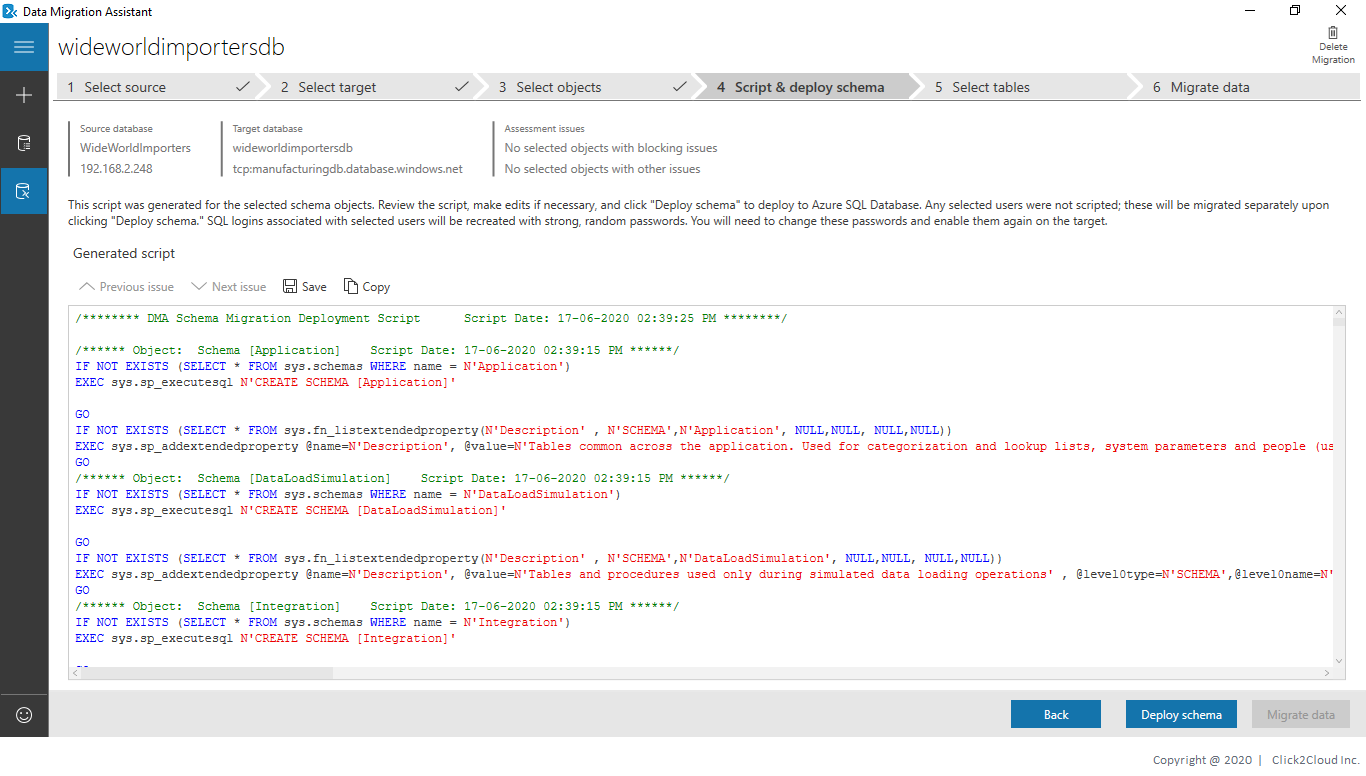 Data Migration Assistant
wideworldimportersdb
Delete
Migration
1 Select source
2 Select target
3 Select objects
4 Script & deploy schema
5 Select tables
6 Migrate data
Source database
WideWorldImporters
192.168.2.248
Target database
wideworldimportersdb
tcp:manufacturingdb.database.windows.net
Assessment issues
No selected objects with blocking issues
No selected objects with other issues
This script was generated for the selected schema objects. Review the script, make edits if necessary, and click "Deploy schema" to deploy to Azure SQL Database. Any selected users were not scripted; these will be migrated separately upon
clicking "Deploy schema." SQL logins associated with selected users will be recreated with strong, random passwords. You will need to change these passwords and enable them again on the target.
Generated script
Previous issue Next issue Save Copy
/******** DMA Schema Migration Deployment Script      Script Date: 17-06-2020 02:39:25 PM ********/
/****** Object:  Schema [Application]    Script Date: 17-06-2020 02:39:15 PM ******/
IF NOT EXISTS (SELECT * FROM sys.schemas WHERE name = N'Application')
EXEC sys.sp_executesql N'CREATE SCHEMA [Application]'
GO
IF NOT EXISTS (SELECT * FROM sys.fn_listextendedproperty(N'Description' , N'SCHEMA',N'Application', NULL,NULL, NULL,NULL))
EXEC sys.sp_addextendedproperty @name=N'Description', @value=N'Tables common across the application. Used for categorization and lookup lists, system parameters and people (us
GO
/****** Object:  Schema [DataLoadSimulation]    Script Date: 17-06-2020 02:39:15 PM ******/
IF NOT EXISTS (SELECT * FROM sys.schemas WHERE name = N'DataLoadSimulation')
EXEC sys.sp_executesql N'CREATE SCHEMA [DataLoadSimulation]'
GO
IF NOT EXISTS (SELECT * FROM sys.fn_listextendedproperty(N'Description' , N'SCHEMA',N'DataLoadSimulation', NULL,NULL, NULL,NULL))
EXEC sys.sp_addextendedproperty @name=N'Description', @value=N'Tables and procedures used only during simulated data loading operations' , @level0type=N'SCHEMA',@level0name=N'
GO
/****** Object:  Schema [Integration]    Script Date: 17-06-2020 02:39:15 PM ******/
IF NOT EXISTS (SELECT * FROM sys.schemas WHERE name = N'Integration')
EXEC sys.sp_executesql N'CREATE SCHEMA [Integration]'
Back Deploy schema Migrate data
Copyright @ 2020 | Click2Cloud Inc.